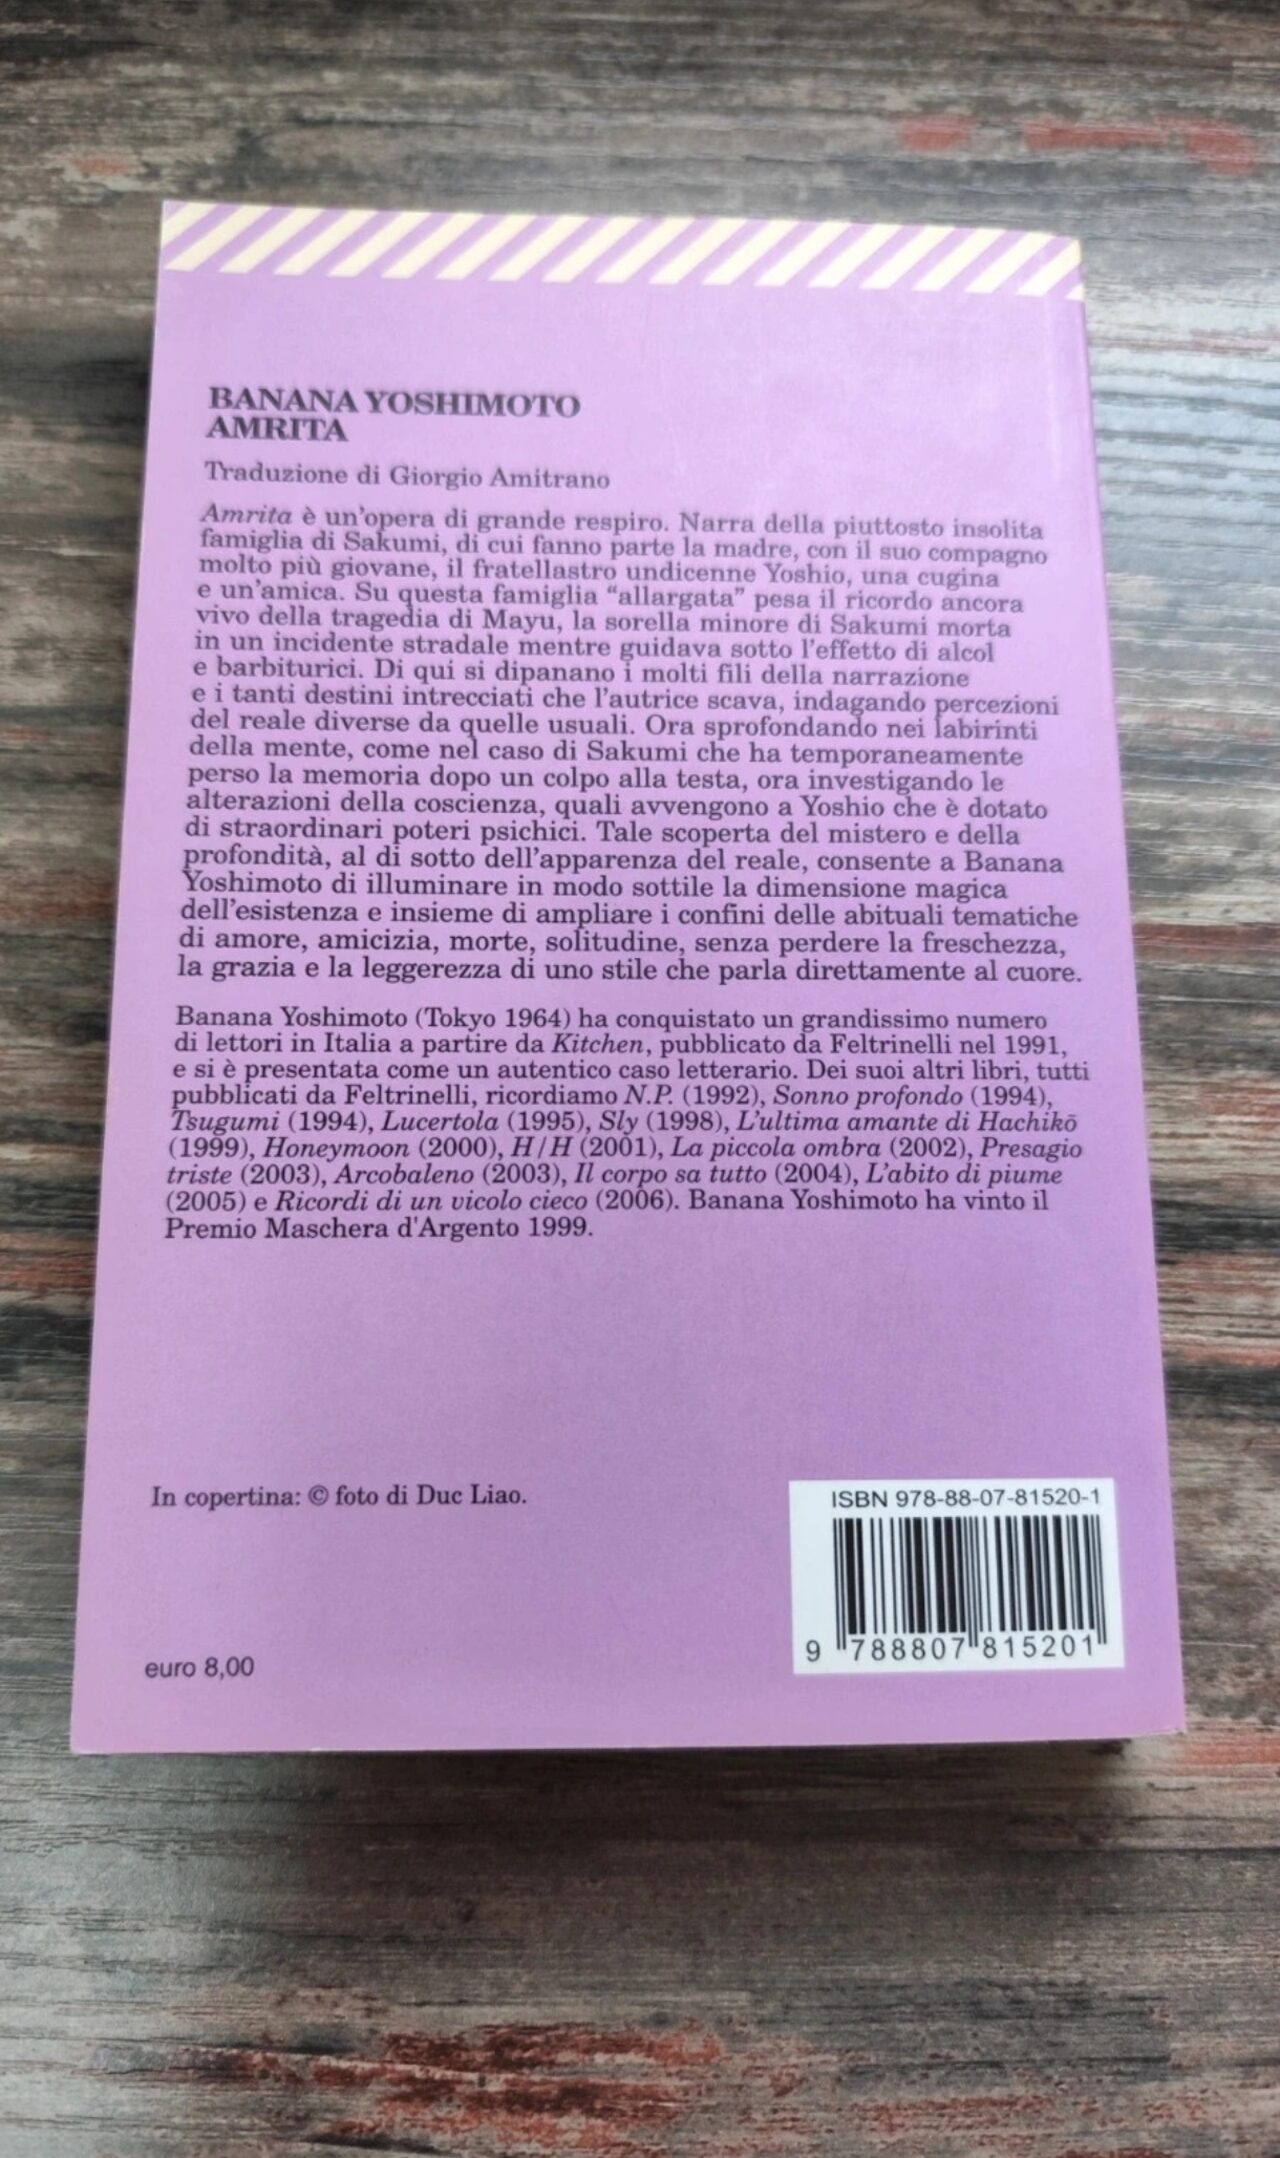 BANANA YOSHIMOTO
AMRITA
Traduzione di Giorgio Amitrano
Amrita è un'opera di grande respiro. Narra della piuttosto insolita
famiglia di Sakumi, di cui fanno parte la madre, con il suo compagno
molto più giovane, il fratellastro undicenne Yoshio, una cugina
e un'amica. Su questa famiglia “allargata” pesa il ricordo ancora
vivo della tragedia di Mayu, la sorella minore di Sakumi morta
in un incidente stradale mentre guidava sotto l'effetto di alcol
e barbiturici. Di qui si dipanano i molti fili della narrazione
e i tanti destini intrecciati che l'autrice scava, indagando percezioni
del reale diverse da quelle usuali. Ora sprofondando nei labirinti
della mente, come nel caso di Sakumi che ha temporaneamente
perso la memoria dopo un colpo alla testa, ora investigando le
alterazioni della coscienza, quali avvengono a Yoshio che è dotato
di straordinari poteri psichici. Tale scoperta del mistero e della
profondità, al di sotto dell'apparenza del reale, consente a Banana
Yoshimoto di illuminare in modo sottile la dimensione magica
dell'esistenza e insieme di ampliare i confini delle abituali tematiche
di amore, amicizia, morte, solitudine, senza perdere la freschezza,
la grazia e la leggerezza di uno stile che parla direttamente al cuore.
Banana Yoshimoto (Tokyo 1964) ha conquistato un grandissimo numero
di lettori in Italia a partire da Kitchen, pubblicato da Feltrinelli nel 1991,
e si è presentata come un autentico caso letterario. Dei suoi altri libri, tutti
pubblicati da Feltrinelli, ricordiamo N.P. (1992), Sonno profondo (1994),
Tsugumi (1994), Lucertola (1995), Sly (1998), L'ultima amante di Hachikō
(1999), Honeymoon (2000), H/H (2001), La piccola ombra (2002), Presagio
triste (2003), Arcobaleno (2003), Il corpo sa tutto (2004), L'abito di piume
(2005) e Ricordi di un vicolo cieco (2006). Banana Yoshimoto ha vinto il
Premio Maschera d'Argento 1999.
In copertina: © foto di Duc Liao.
ISBN 978-88-07-81520-1
9 788807 815201
euro 8,00